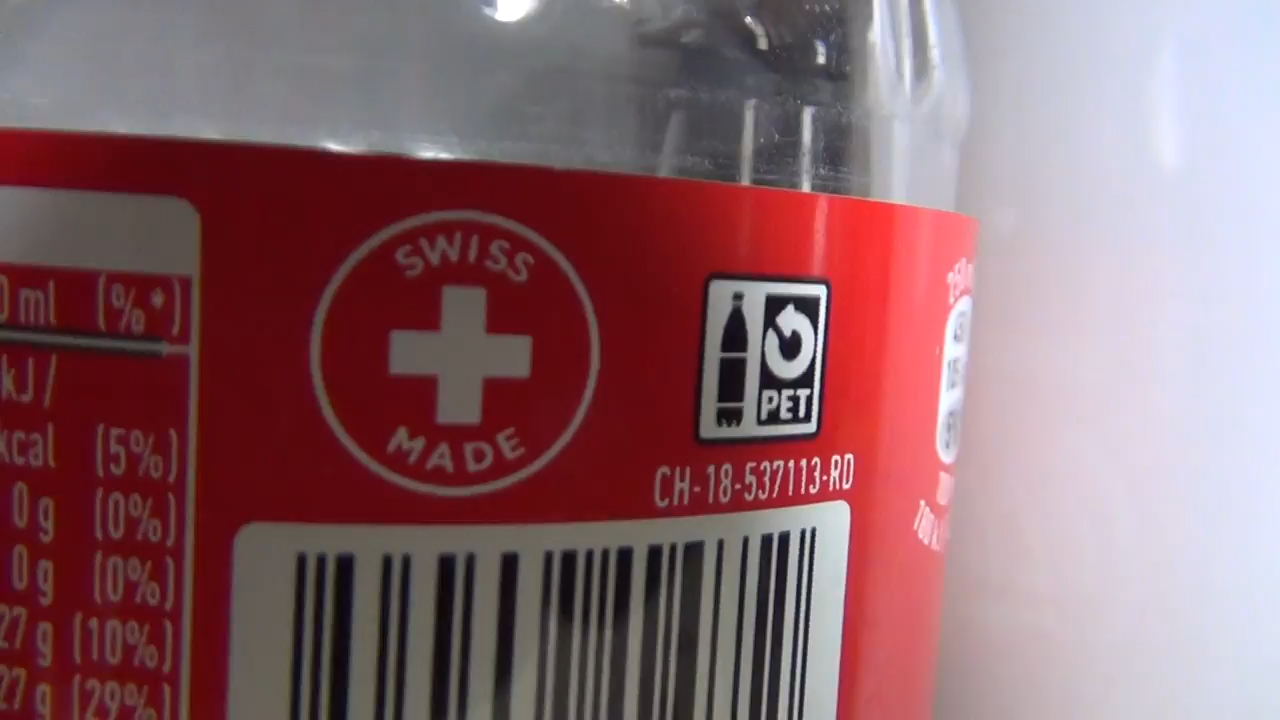 ml (%*)
kJ /
kcal (5%)
0 g (0%)
0 g (0%)
27 g (10%)
27 g (29%)
SWISS
MADE
PET
CH-18-537113-RD